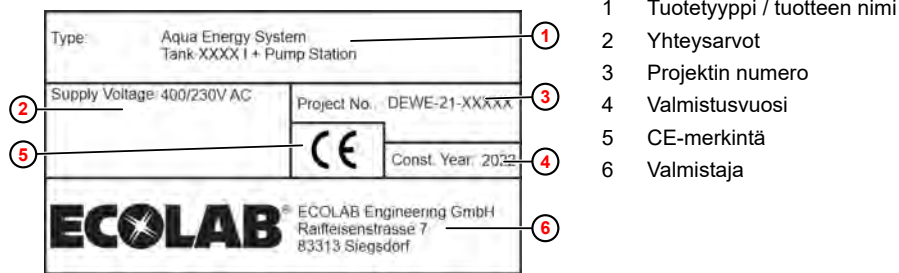 Type: Aqua Energy System
Tank XXXX l + Pump Station
1
Supply Voltage: 400/230V AC
2
Project No.: DEWE-21-XXXXX
3
5
CE
Const. Year: 2022
4
ECOLAB®
ECOLAB Engineering GmbH
Raiffeisenstrasse 7
83313 Siegsdorf
6
1 Tuotetyyppi / tuotteen nimi
2 Yhteysarvot
3 Projektin numero
4 Valmistusvuosi
5 CE-merkintä
6 Valmistaja